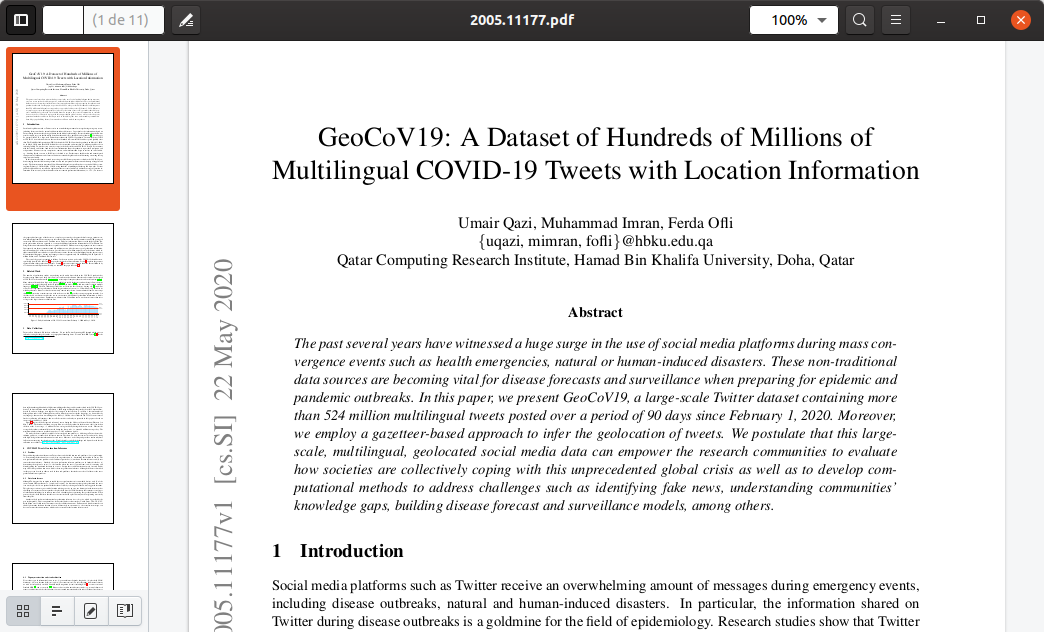 (1 de 11)
2005.11177.pdf
100%
GeoCoV19: A Dataset of Hundreds of Millions of
Multilingual COVID-19 Tweets with Location Information
Umair Qazi, Muhammad Imran, Ferda Ofli
{uqazi, mimran, fofli}@hbku.edu.qa
Qatar Computing Research Institute, Hamad Bin Khalifa University, Doha, Qatar
005.11177v1 [cs.SI] 22 May 2020
Abstract
The past several years have witnessed a huge surge in the use of social media platforms during mass con-
vergence events such as health emergencies, natural or human-induced disasters. These non-traditional
data sources are becoming vital for disease forecasts and surveillance when preparing for epidemic and
pandemic outbreaks. In this paper, we present GeoCoV19, a large-scale Twitter dataset containing more
than 524 million multilingual tweets posted over a period of 90 days since February 1, 2020. Moreover,
we employ a gazetteer-based approach to infer the geolocation of tweets. We postulate that this large-
scale, multilingual, geolocated social media data can empower the research communities to evaluate
how societies are collectively coping with this unprecedented global crisis as well as to develop com-
putational methods to address challenges such as identifying fake news, understanding communities’
knowledge gaps, building disease forecast and surveillance models, among others.
1 Introduction
Social media platforms such as Twitter receive an overwhelming amount of messages during emergency events,
including disease outbreaks, natural and human-induced disasters. In particular, the information shared on
Twitter during disease outbreaks is a goldmine for the field of epidemiology. Research studies show that Twitter